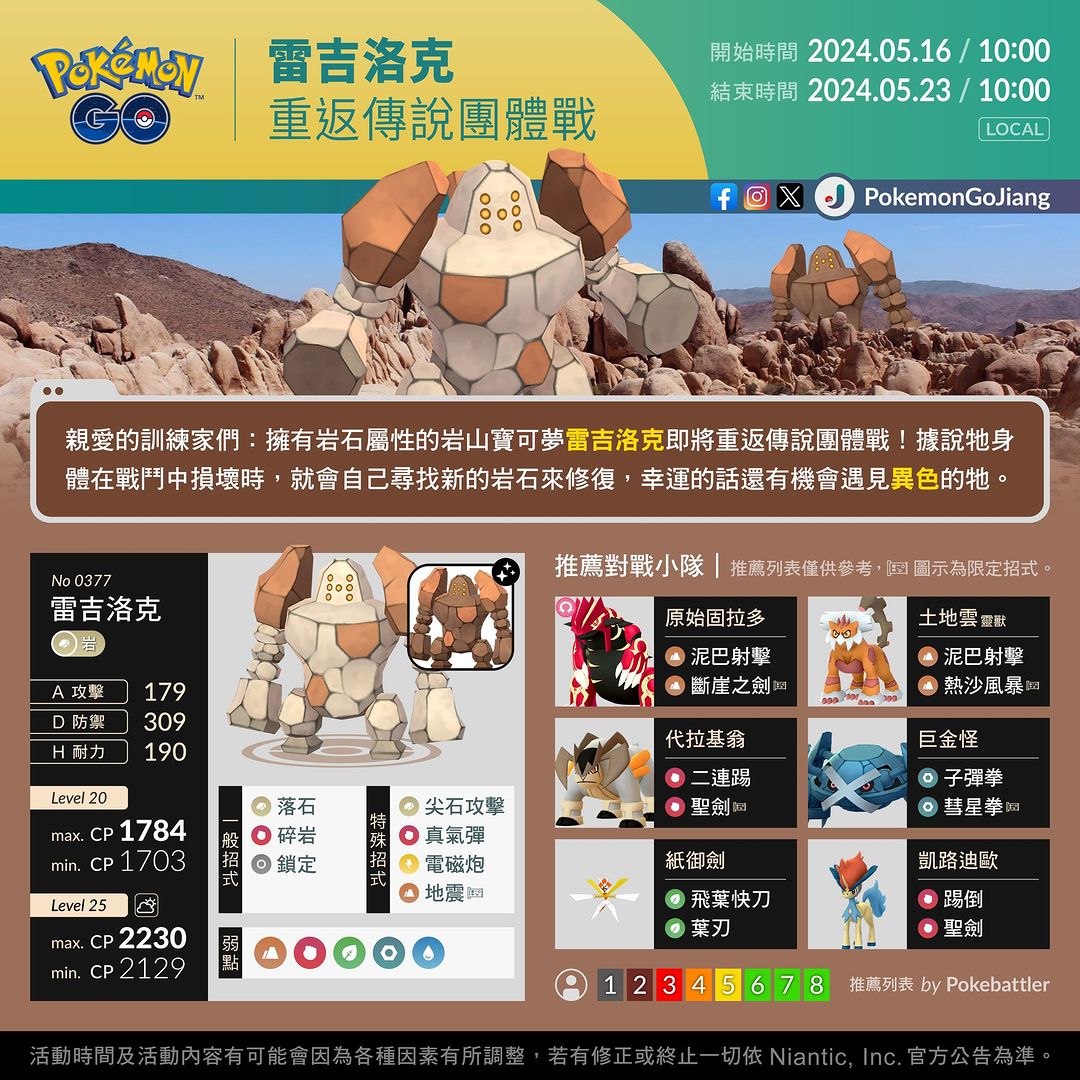 POKÉMON GO TM
雷吉洛克
重返傳說團體戰
開始時間 2024.05.16 / 10:00
結束時間 2024.05.23 / 10:00
LOCAL
PokemonGoJiang
親愛的訓練家們：擁有岩石屬性的岩山寶可夢雷吉洛克即將重返傳說團體戰！據說牠身
體在戰鬥中損壞時，就會自己尋找新的岩石來修復，幸運的話還有機會遇見異色的牠。
No 0377
雷吉洛克
岩
A 攻擊 179
D 防禦 309
H 耐力 190
Level 20
max. CP 1784
min. CP 1703
Level 25
max. CP 2230
min. CP 2129
一般招式
落石
碎岩
鎖定
特殊招式
尖石攻擊
真氣彈
電磁炮
地震
弱點
推薦對戰小隊｜推薦列表僅供參考，圖示為限定招式。
原始固拉多
泥巴射擊
斷崖之劍
土地雲 靈獸
泥巴射擊
熱沙風暴
代拉基翁
二連踢
聖劍
巨金怪
子彈拳
彗星拳
紙御劍
飛葉快刀
葉刃
凱路迪歐
踢倒
聖劍
1 2 3 4 5 6 7 8
推薦列表 by Pokebattler
活動時間及活動內容有可能會因為各種因素有所調整，若有修正或終止一切依 Niantic, Inc. 官方公告為準。